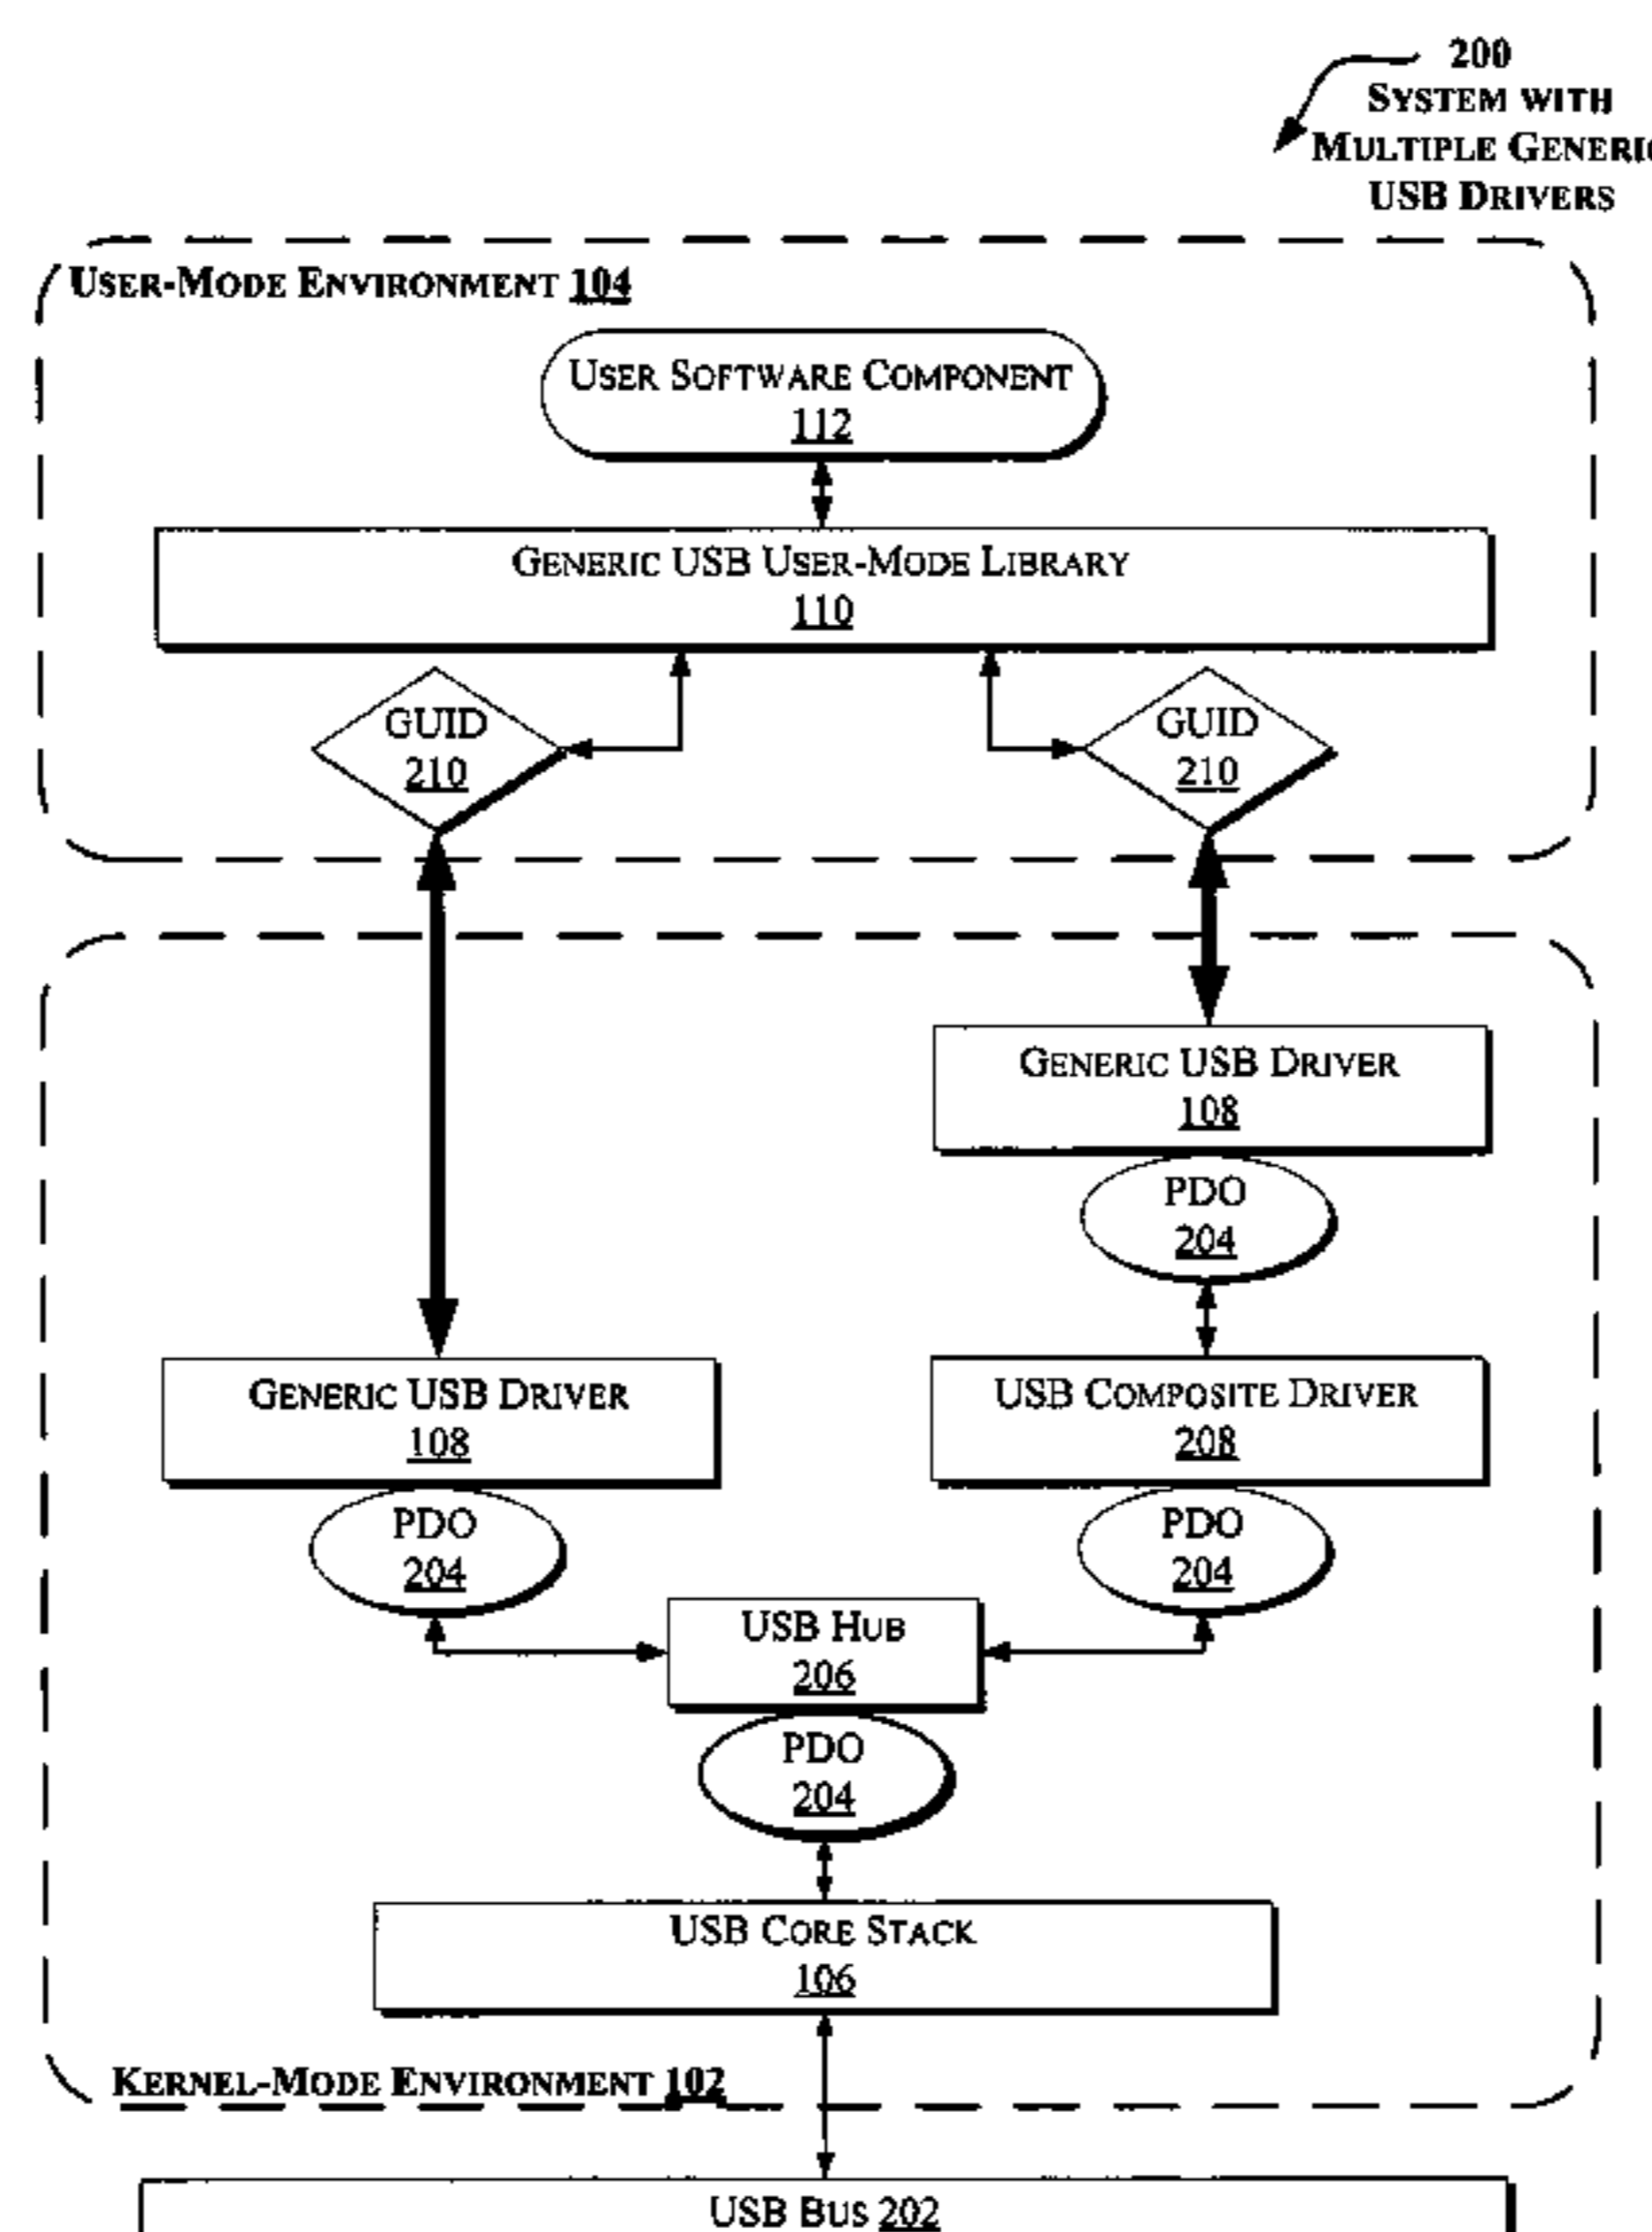 200
SYSTEM WITH
MULTIPLE GENERIC
USB DRIVERS
USER-MODE ENVIRONMENT 104
USER SOFTWARE COMPONENT
112
GENERIC USB USER-MODE LIBRARY
110
GUID
210
GUID
210
GENERIC USB DRIVER
108
PDO
204
GENERIC USB DRIVER
108
USB COMPOSITE DRIVER
208
PDO
204
PDO
204
USB HUB
206
PDO
204
USB CORE STACK
106
KERNEL-MODE ENVIRONMENT 102
USB BUS 202